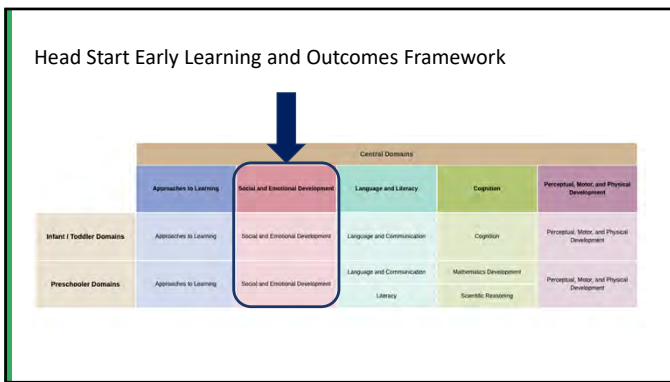 Head Start Early Learning and Outcomes Framework
Central Domains
Approaches to Learning
Social and Emotional Development
Language and Literacy
Cognition
Perceptual, Motor, and Physical
Development
Infant / Toddler Domains
Approaches to Learning
Social and Emotional Development
Language and Communication
Cognition
Perceptual, Motor, and Physical
Development
Preschooler Domains
Approaches to Learning
Social and Emotional Development
Language and Communication
Literacy
Mathematics Development
Scientific Reasoning
Perceptual, Motor, and Physical
Development